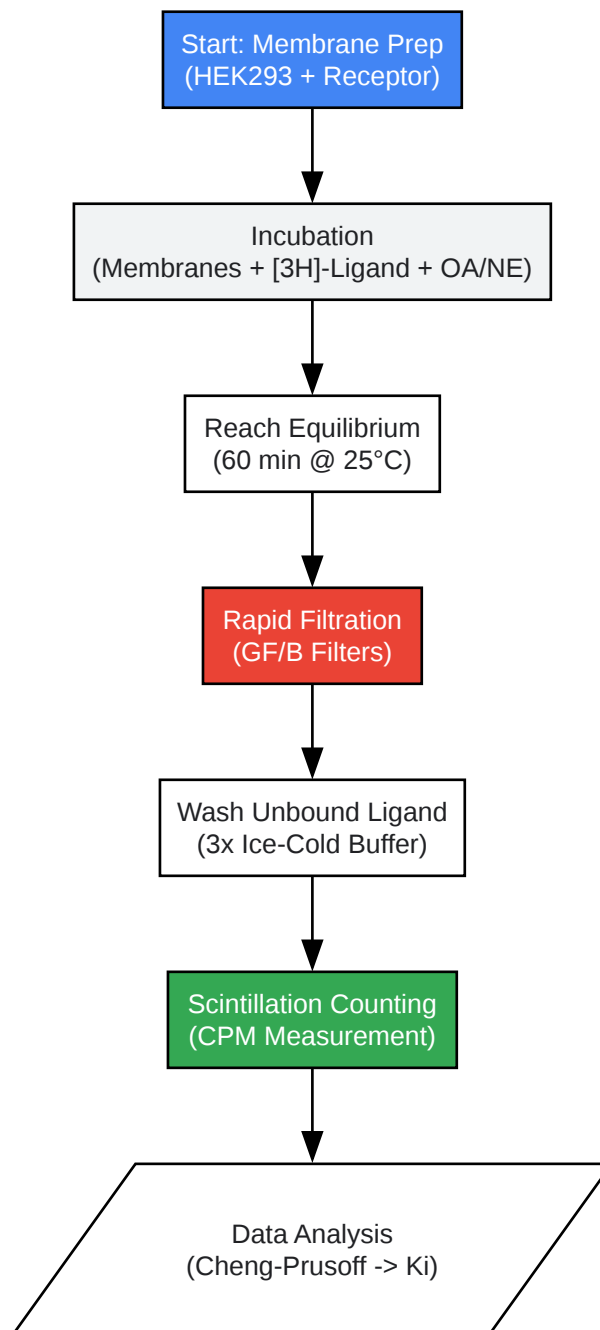 Start: Membrane Prep
(HEK293 + Receptor)
Incubation
(Membranes + [3H]-Ligand + OA/NE)
Reach Equilibrium
(60 min @ 25°C)
Rapid Filtration
(GF/B Filters)
Wash Unbound Ligand
(3x Ice-Cold Buffer)
Scintillation Counting
(CPM Measurement)
Data Analysis
(Cheng-Prusoff -> Ki)